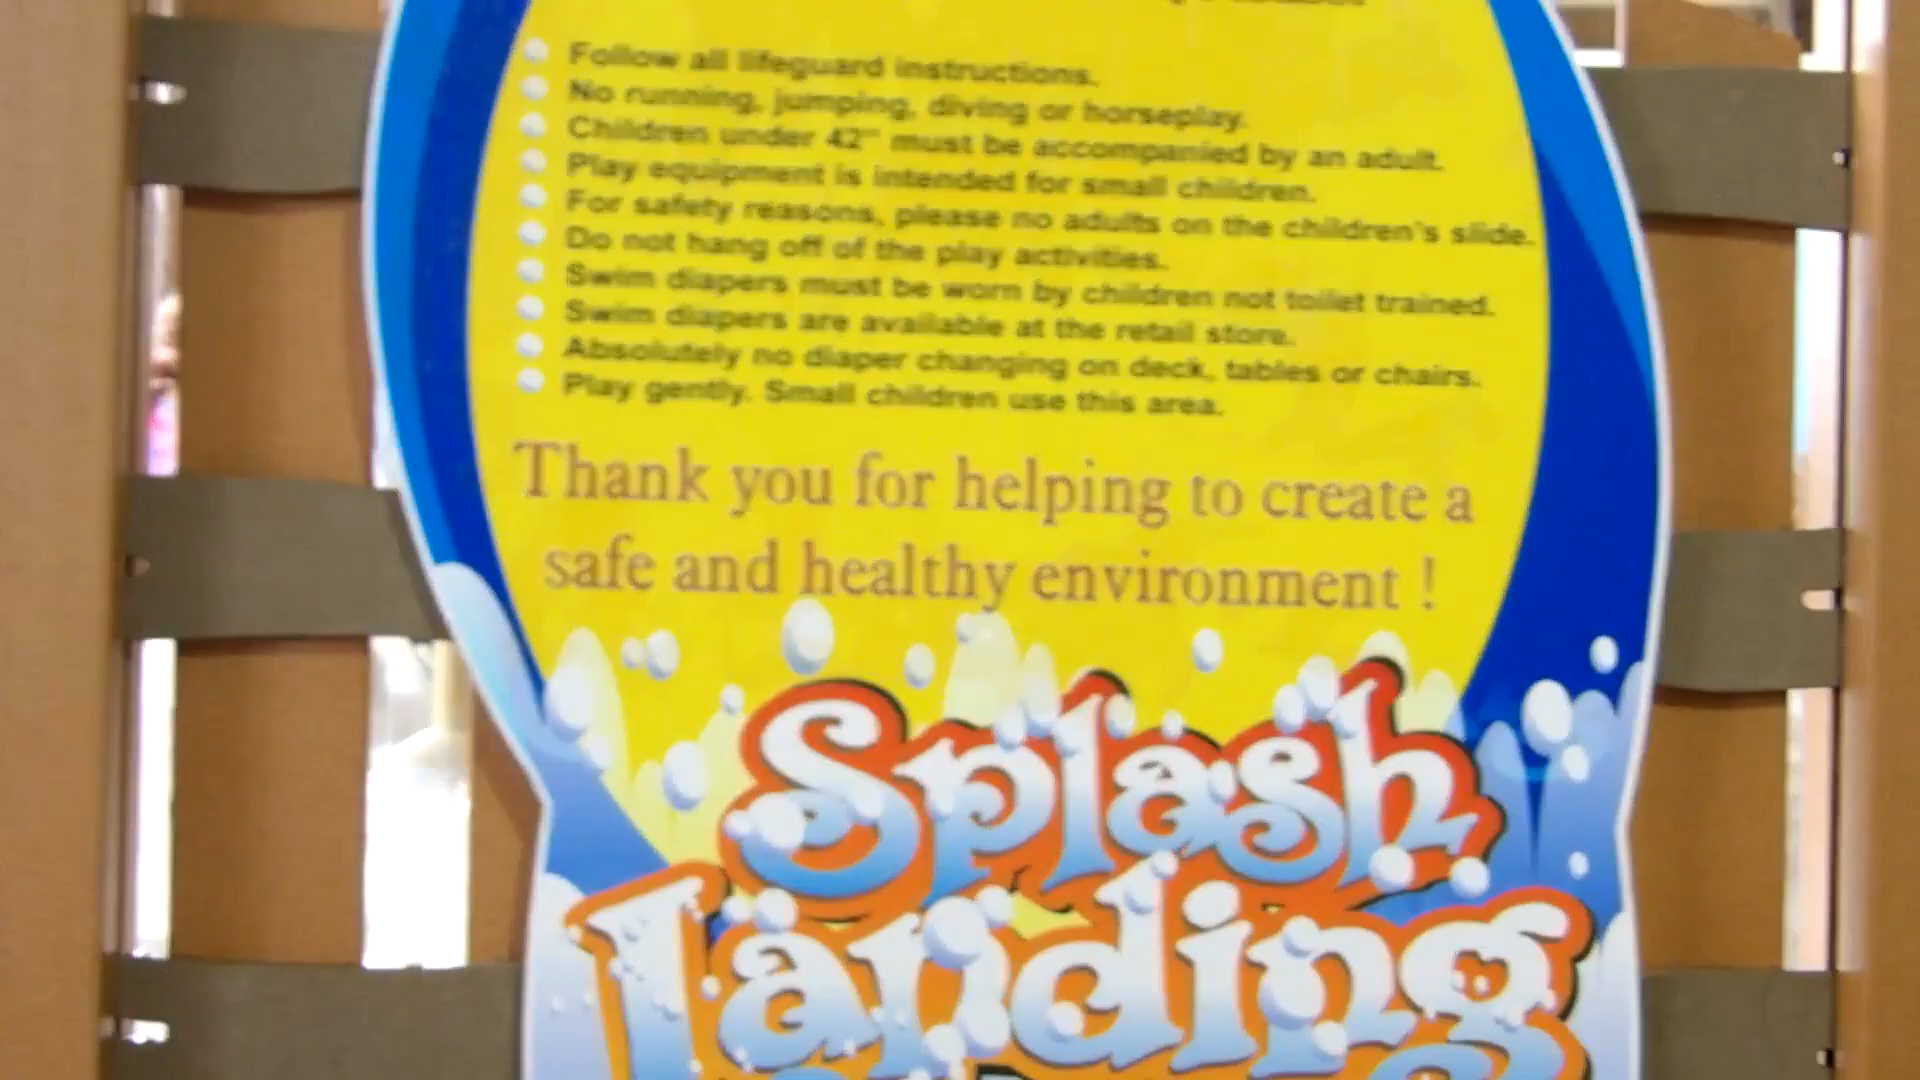 Follow all lifeguard instructions.
No running, jumping, diving or horseplay.
Children under 42" must be accompanied by an adult.
Play equipment is intended for small children.
For safety reasons, please no adults on the children's slide.
Do not hang off of the play activities.
Swim diapers must be worn by children not toilet trained.
Swim diapers are available at the retail store.
Absolutely no diaper changing on deck, tables or chairs.
Play gently. Small children use this area.
Thank you for helping to create a
safe and healthy environment !
Splash
Landing